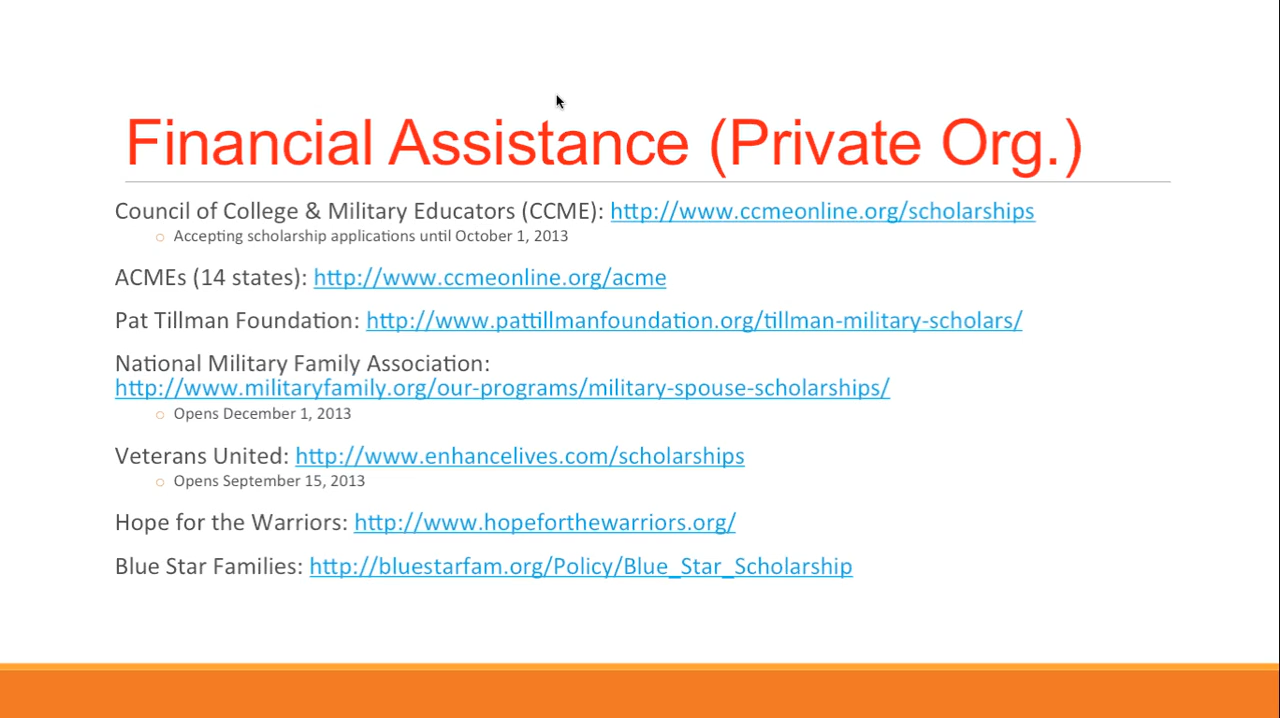 Financial Assistance (Private Org.)
Council of College & Military Educators (CCME): http://www.ccmeonline.org/scholarships
○ Accepting scholarship applications until October 1, 2013
ACMEs (14 states): http://www.ccmeonline.org/acme
Pat Tillman Foundation: http://www.pattillmanfoundation.org/tillman-military-scholars/
National Military Family Association:
http://www.militaryfamily.org/our-programs/military-spouse-scholarships/
○ Opens December 1, 2013
Veterans United: http://www.enhancelives.com/scholarships
○ Opens September 15, 2013
Hope for the Warriors: http://www.hopeforthewarriors.org/
Blue Star Families: http://bluestarfam.org/Policy/Blue_Star_Scholarship